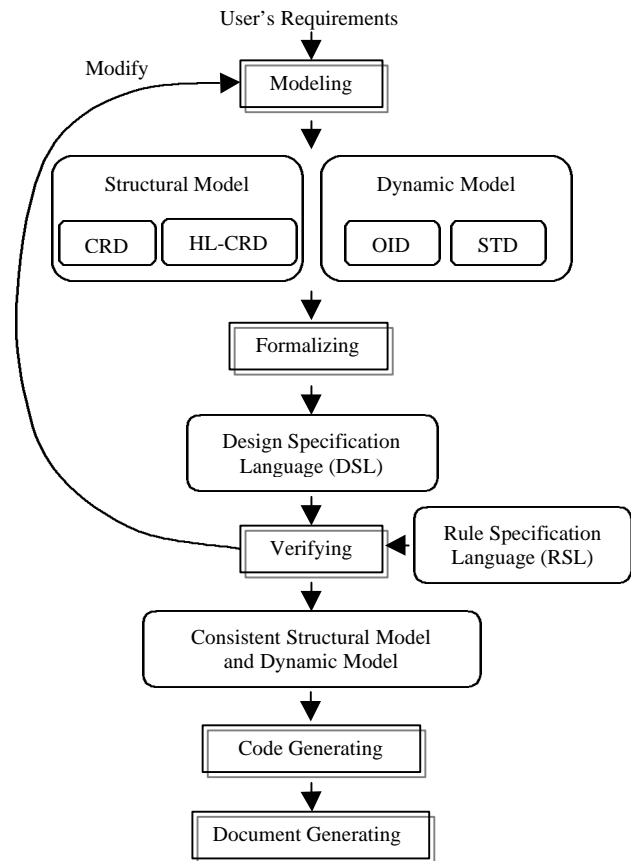 User's Requirements
Modify
Modeling
Structural Model
Dynamic Model
CRD
HL-CRD
OID
STD
Formalizing
Design Specification
Language (DSL)
Verifying
Rule Specification
Language (RSL)
Consistent Structural Model
and Dynamic Model
Code Generating
Document Generating